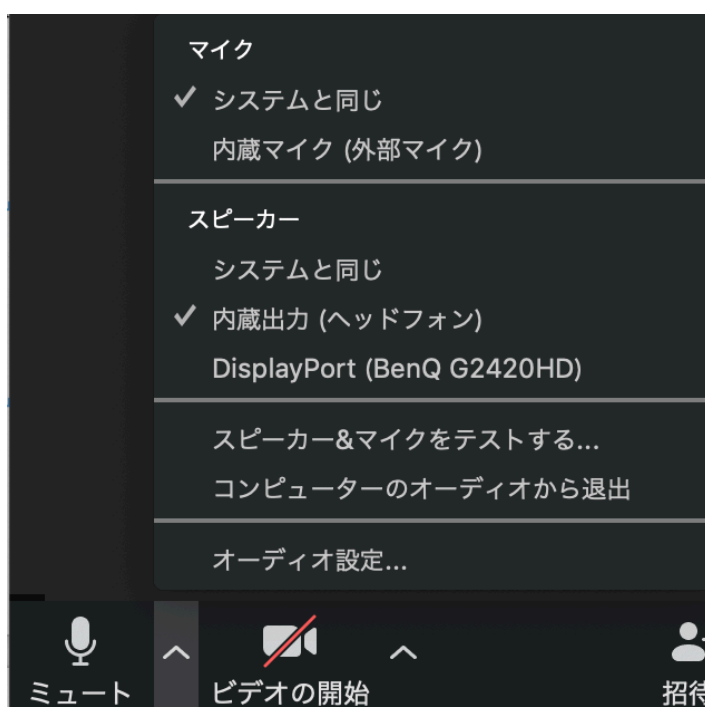 マイク
システムと同じ
内蔵マイク (外部マイク)
スピーカー
システムと同じ
内蔵出力 (ヘッドフォン)
DisplayPort (BenQ G2420HD)
スピーカー&マイクをテストする...
コンピューターのオーディオから退出
オーディオ設定...
ミュート
ビデオの開始
招待